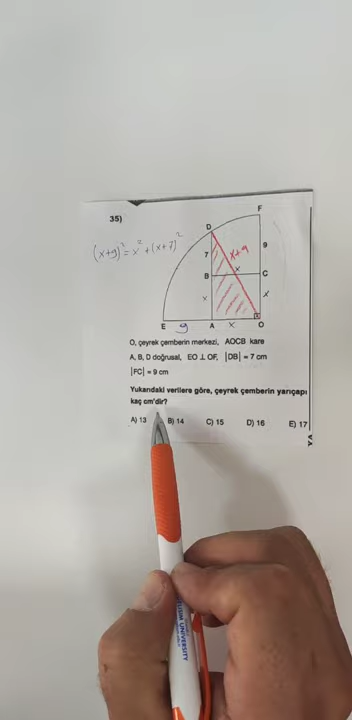 35)
F
D
(x+9)² = x² + (x+7)²
7
x+9
9
B
x
C
x
x
E
9
A
x
O
O, çeyrek çemberin merkezi, AOCB kare
A, B, D doğrusal, EO ⊥ OF, |DB| = 7 cm
|FC| = 9 cm
Yukarıdaki verilere göre, çeyrek çemberin yarıçapı
kaç cm'dir?
A) 13 B) 14 C) 15 D) 16 E) 17
UNIVERSITY